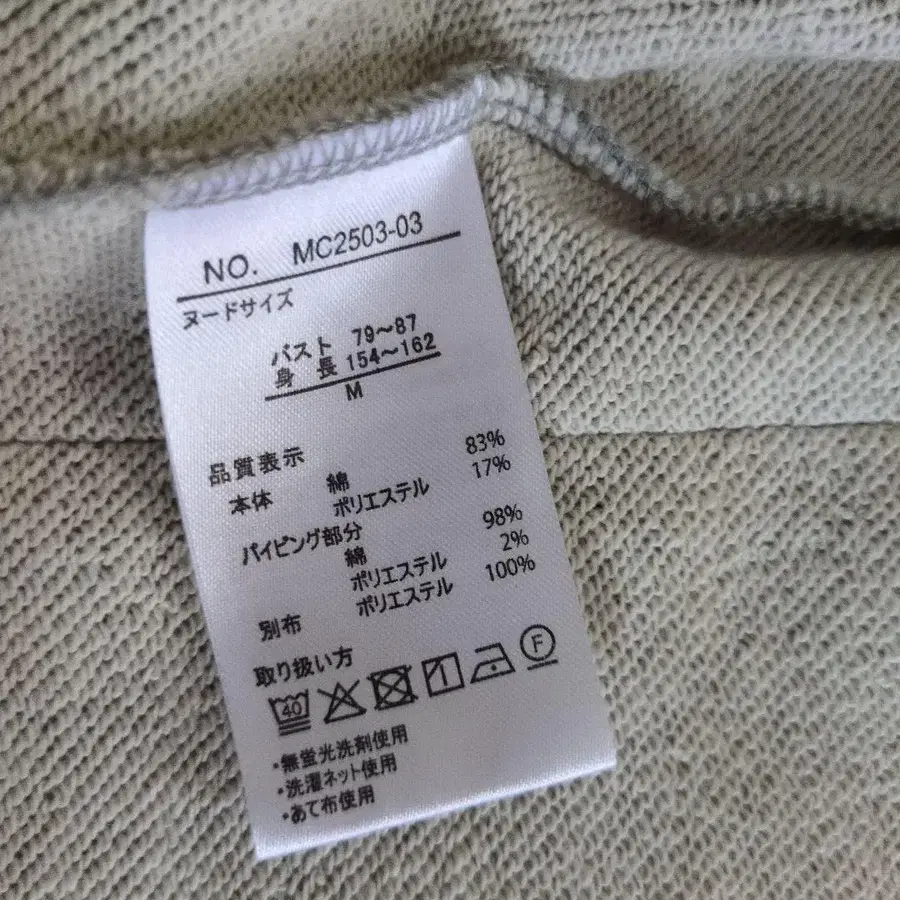 NO. MC2503-03
ヌードサイズ
バスト 79～87
身 長 154～162
M
品質表示
本体 綿 83%
ポリエステル 17%
パイピング部分
綿 98%
ポリエステル 2%
別布 ポリエステル 100%
取り扱い方
40 F
・無蛍光洗剤使用
・洗濯ネット使用
・あて布使用